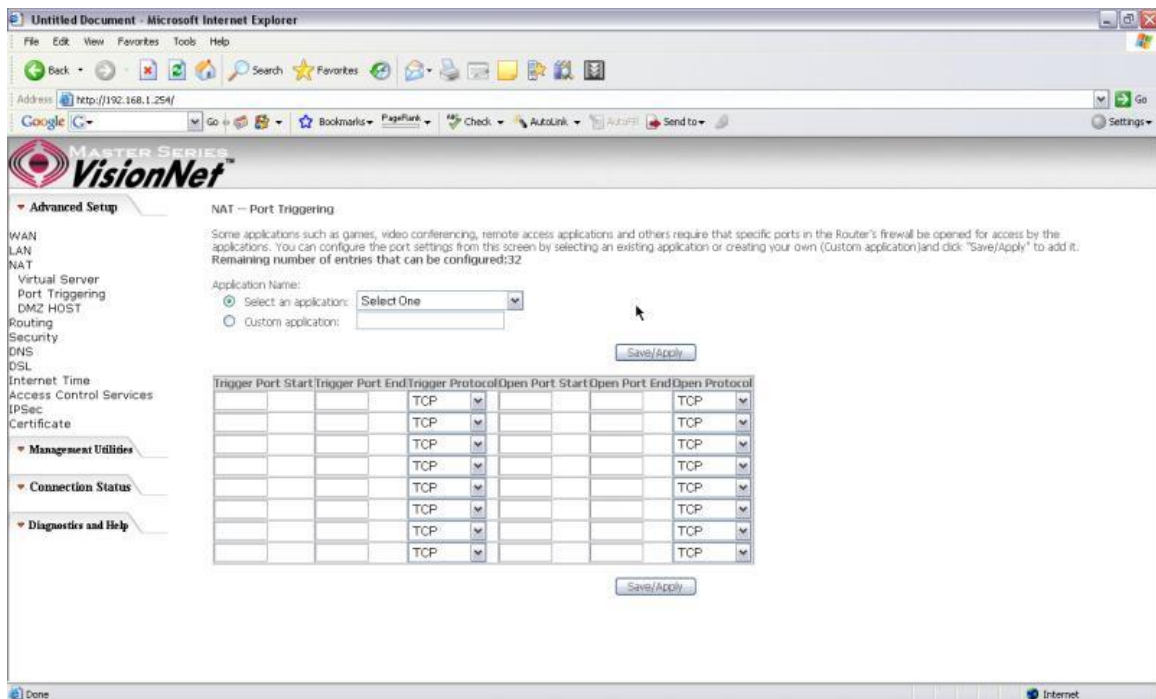 Untitled Document - Microsoft Internet Explorer
File Edit View Favorites Tools Help
Back Search Favorites
Address http://192.168.1.254/ Go
Google G Go Bookmarks PageRank Check AutoLink AutoFill Send to Settings
MASTER SERIES
VisionNet™
Advanced Setup
WAN
LAN
NAT
Virtual Server
Port Triggering
DMZ HOST
Routing
Security
DNS
DSL
Internet Time
Access Control Services
IPSec
Certificate
Management Utilities
Connection Status
Diagnostics and Help
NAT -- Port Triggering
Some applications such as games, video conferencing, remote access applications and others require that specific ports in the Router's firewall be opened for access by the
applications. You can configure the port settings from this screen by selecting an existing application or creating your own (Custom application)and click "Save/Apply" to add it.
Remaining number of entries that can be configured:32
Application Name:
Select an application: Select One
Custom application:
Save/Apply
Trigger Port Start Trigger Port End Trigger Protocol Open Port Start Open Port End Open Protocol
TCP TCP
TCP TCP
TCP TCP
TCP TCP
TCP TCP
TCP TCP
TCP TCP
TCP TCP
Save/Apply
Done Internet